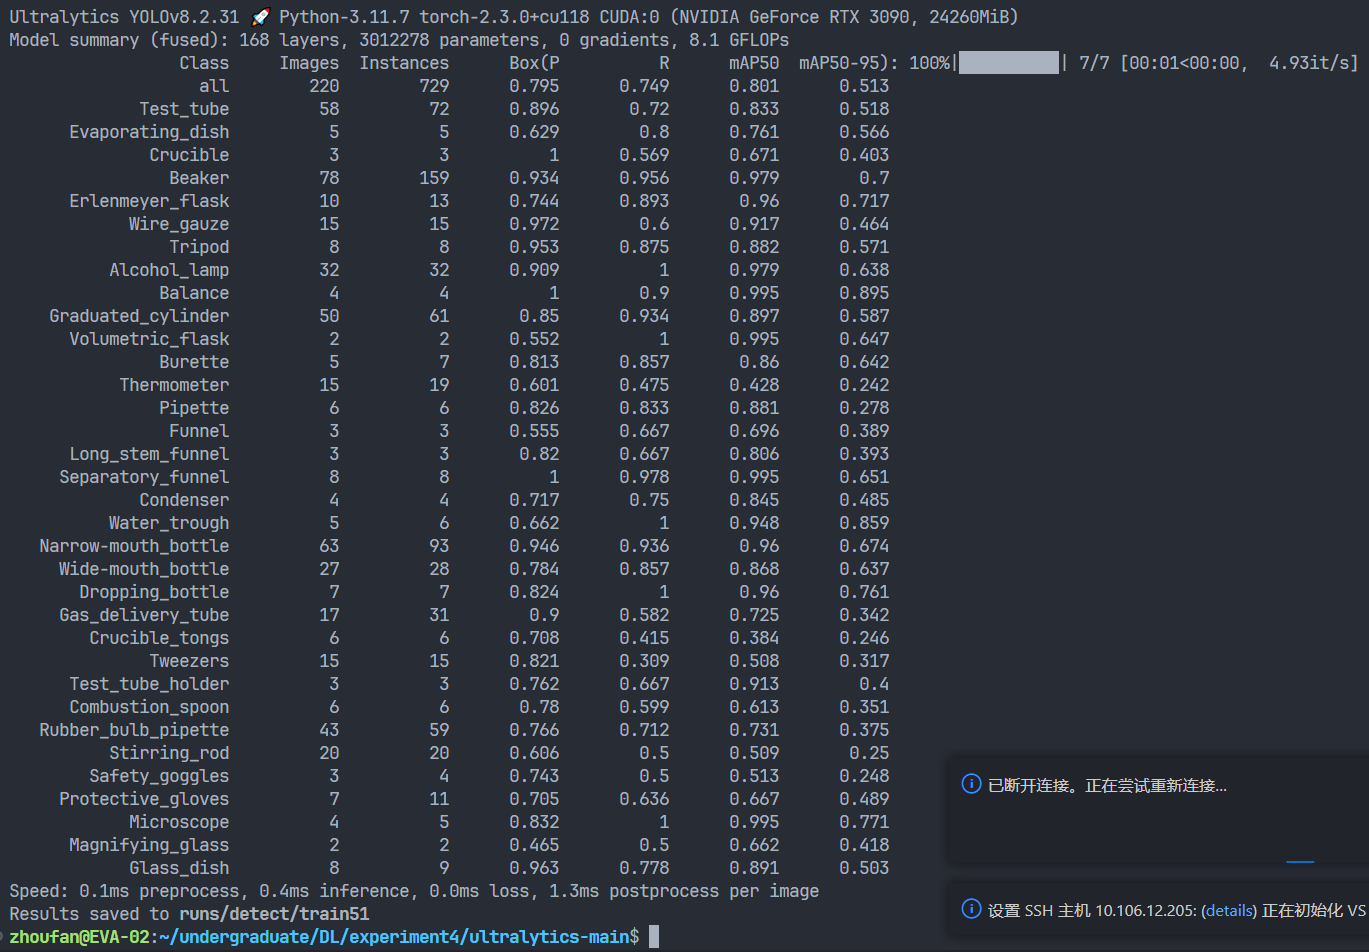 Ultralytics YOLOv8.2.31 🚀 Python-3.11.7 torch-2.3.0+cu118 CUDA:0 (NVIDIA GeForce RTX 3090, 24260MiB)
Model summary (fused): 168 layers, 3012278 parameters, 0 gradients, 8.1 GFLOPs
Class Images Instances Box(P R mAP50 mAP50-95): 100%|██████████| 7/7 [00:01<00:00, 4.93it/s]
all 220 729 0.795 0.749 0.801 0.513
Test_tube 58 72 0.896 0.72 0.833 0.518
Evaporating_dish 5 5 0.629 0.8 0.761 0.566
Crucible 3 3 1 0.569 0.671 0.403
Beaker 78 159 0.934 0.956 0.979 0.7
Erlenmeyer_flask 10 13 0.744 0.893 0.96 0.717
Wire_gauze 15 15 0.972 0.6 0.917 0.464
Tripod 8 8 0.953 0.875 0.882 0.571
Alcohol_lamp 32 32 0.909 1 0.979 0.638
Balance 4 4 1 0.9 0.995 0.895
Graduated_cylinder 50 61 0.85 0.934 0.897 0.587
Volumetric_flask 2 2 0.552 1 0.995 0.647
Burette 5 7 0.813 0.857 0.86 0.642
Thermometer 15 19 0.601 0.475 0.428 0.242
Pipette 6 6 0.826 0.833 0.881 0.278
Funnel 3 3 0.555 0.667 0.696 0.389
Long_stem_funnel 3 3 0.82 0.667 0.806 0.393
Separatory_funnel 8 8 1 0.978 0.995 0.651
Condenser 4 4 0.717 0.75 0.845 0.485
Water_trough 5 6 0.662 1 0.948 0.859
Narrow-mouth_bottle 63 93 0.946 0.936 0.96 0.674
Wide-mouth_bottle 27 28 0.784 0.857 0.868 0.637
Dropping_bottle 7 7 0.824 1 0.96 0.761
Gas_delivery_tube 17 31 0.9 0.582 0.725 0.342
Crucible_tongs 6 6 0.708 0.415 0.384 0.246
Tweezers 15 15 0.821 0.309 0.508 0.317
Test_tube_holder 3 3 0.762 0.667 0.913 0.4
Combustion_spoon 6 6 0.78 0.599 0.613 0.351
Rubber_bulb_pipette 43 59 0.766 0.712 0.731 0.375
Stirring_rod 20 20 0.606 0.5 0.509 0.25
Safety_goggles 3 4 0.743 0.5 0.513 0.248
Protective_gloves 7 11 0.705 0.636 0.667 0.489
Microscope 4 5 0.832 1 0.995 0.771
Magnifying_glass 2 2 0.465 0.5 0.662 0.418
Glass_dish 8 9 0.963 0.778 0.891 0.503
Speed: 0.1ms preprocess, 0.4ms inference, 0.0ms loss, 1.3ms postprocess per image
Results saved to runs/detect/train51
zhoufan@EVA-02:~/undergraduate/DL/experiment4/ultralytics-main$
已断开连接。正在尝试重新连接...
设置 SSH 主机 10.106.12.205: (details) 正在初始化 VS